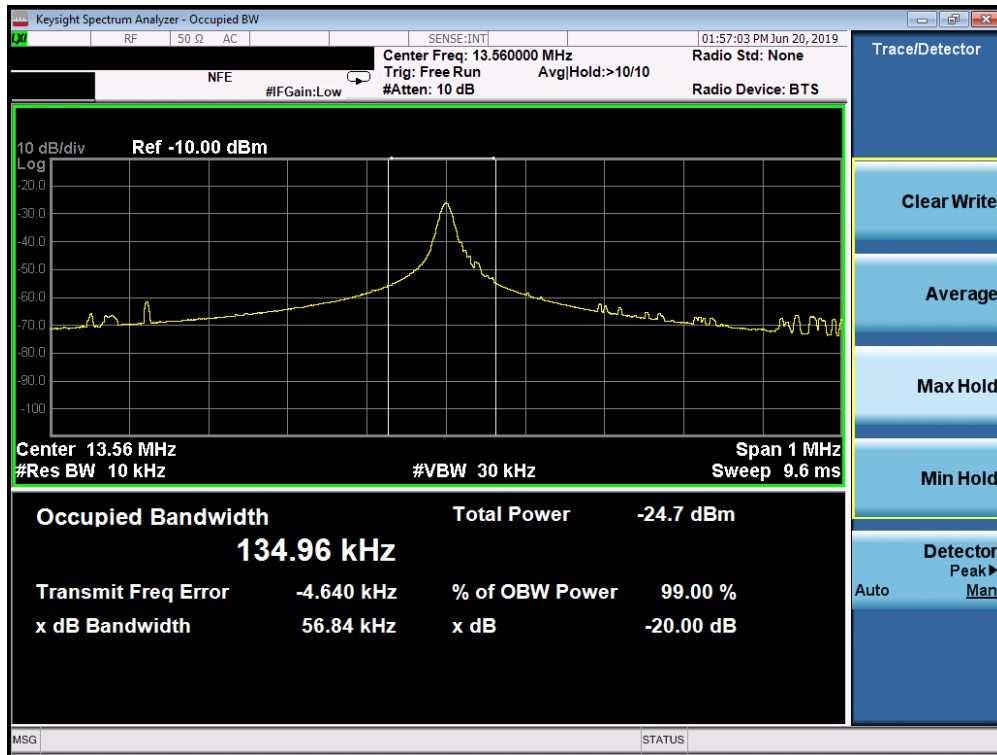 Keysight Spectrum Analyzer - Occupied BW
LXI
RF 50 Ω AC SENSE:INT 01:57:03 PM Jun 20, 2019
Center Freq: 13.560000 MHz Radio Std: None
NFE Trig: Free Run Avg|Hold:>10/10
#IFGain:Low #Atten: 10 dB Radio Device: BTS
10 dB/div Ref -10.00 dBm
Log
-20.0
-30.0
-40.0
-50.0
-60.0
-70.0
-80.0
-90.0
-100
Center 13.56 MHz Span 1 MHz
#Res BW 10 kHz #VBW 30 kHz Sweep 9.6 ms
Occupied Bandwidth Total Power -24.7 dBm
134.96 kHz
Transmit Freq Error -4.640 kHz % of OBW Power 99.00 %
x dB Bandwidth 56.84 kHz x dB -20.00 dB
MSG STATUS
Trace/Detector
Clear Write
Average
Max Hold
Min Hold
Detector
Peak▶
Auto Man